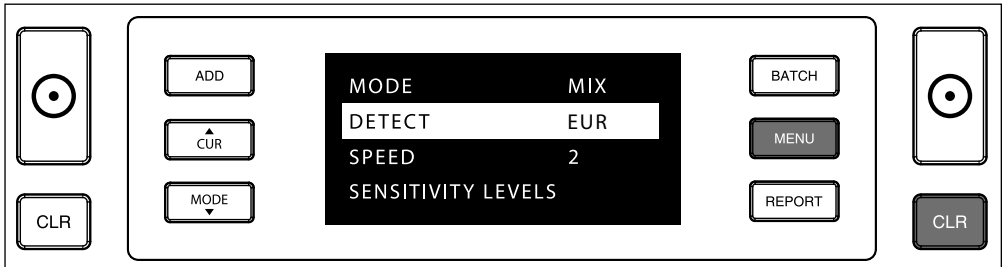 CLR
ADD
▲
CUR
MODE
▼
MODE MIX
DETECT EUR
SPEED 2
SENSITIVITY LEVELS
BATCH
MENU
REPORT
CLR